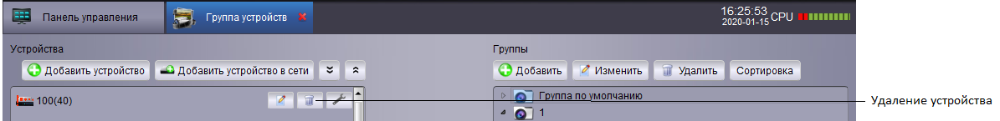 Панель управления
Группа устройств
16:25:53
2020-01-15
CPU
Устройства
Группы
Добавить устройство
Добавить устройство в сети
Добавить
Изменить
Удалить
Сортировка
100(40)
Группа по умолчанию
1
Удаление устройства